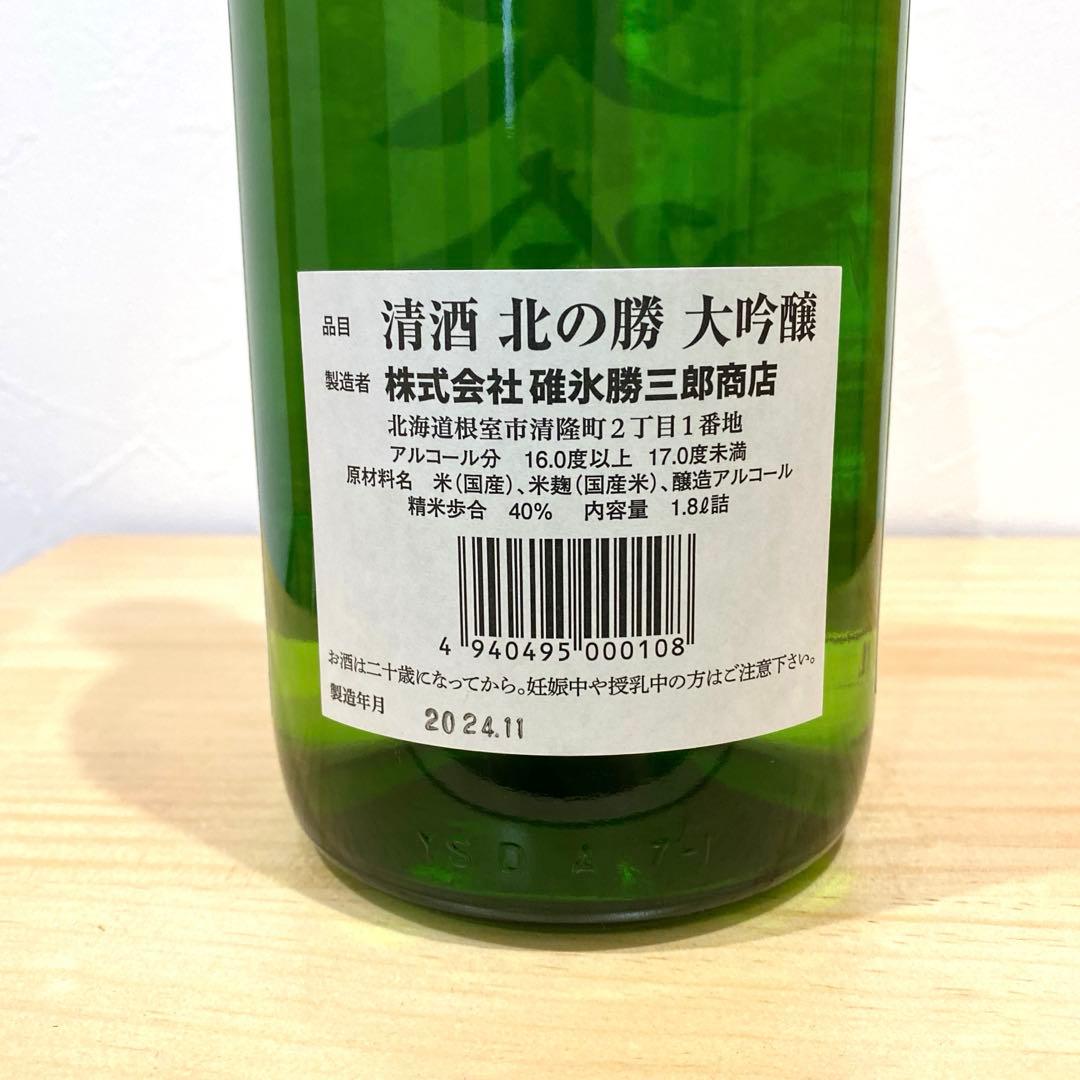 品目 清酒 北の勝 大吟醸
製造者 株式会社 碓氷勝三郎商店
北海道根室市清隆町2丁目1番地
アルコール分 16.0度以上 17.0度未満
原材料名 米(国産)、米麹(国産米)、醸造アルコール
精米歩合 40% 内容量 1.8ℓ詰
4 940495 000108
お酒は二十歳になってから。妊娠中や授乳中の方はご注意下さい。
製造年月 2024.11